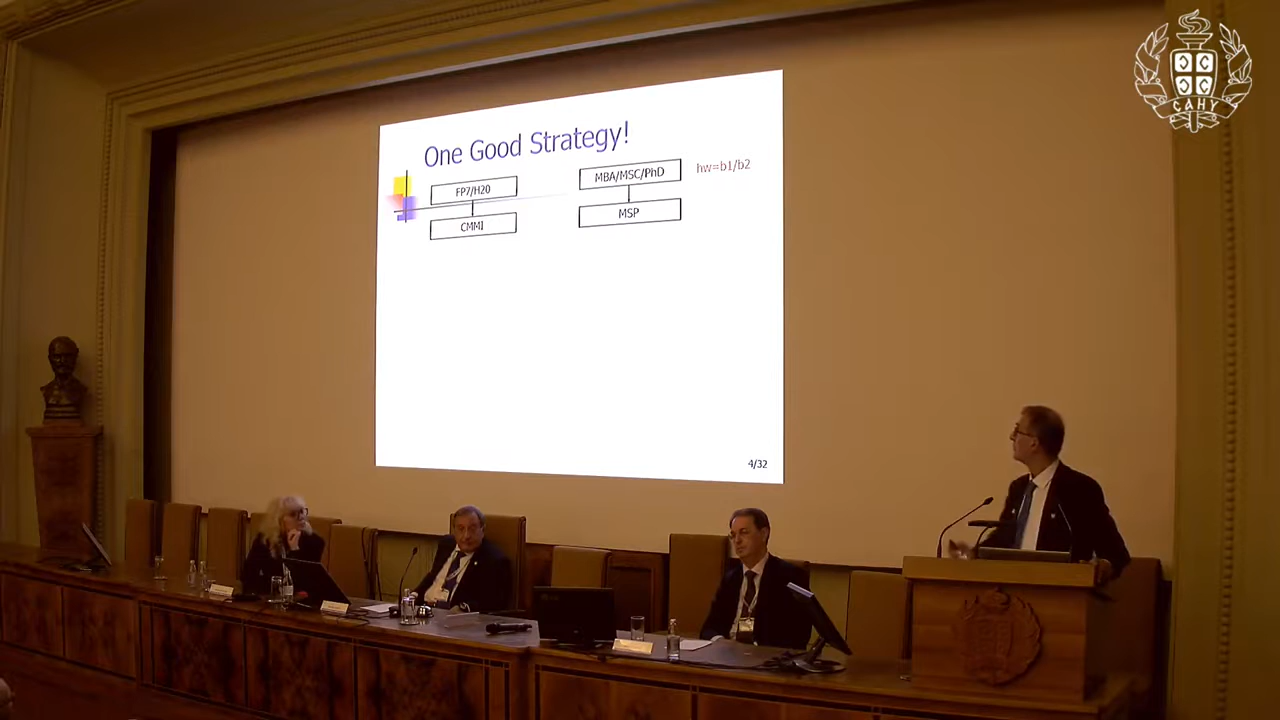 One Good Strategy!
FP7/H20
CMMI
MBA/MSC/PhD
MSP
hw=b1/b2
4/32
САНУ